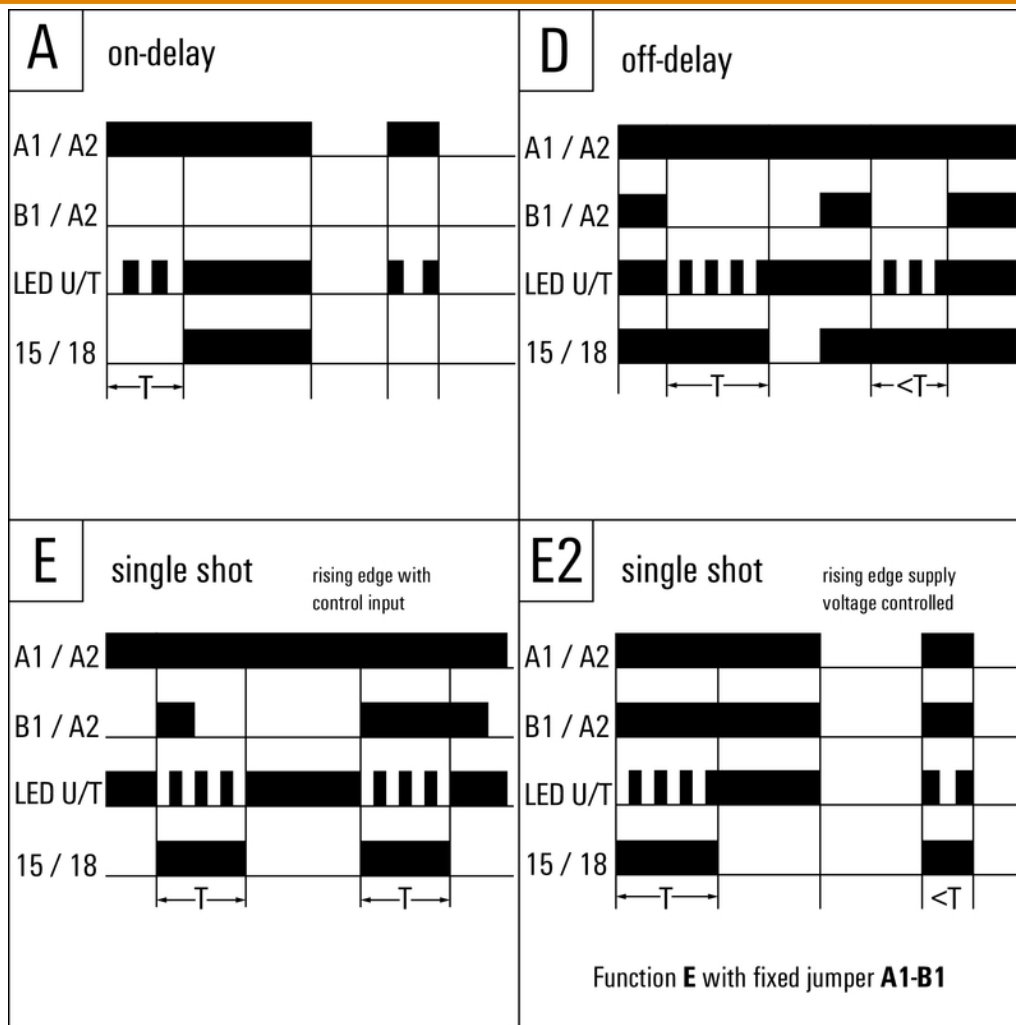 A
on-delay
A1 / A2
B1 / A2
LED U/T
15 / 18
T
D
off-delay
A1 / A2
B1 / A2
LED U/T
15 / 18
T
<T
E
single shot
rising edge with
control input
A1 / A2
B1 / A2
LED U/T
15 / 18
T
T
E2
single shot
rising edge supply
voltage controlled
A1 / A2
B1 / A2
LED U/T
15 / 18
T
<T
Function E with fixed jumper A1-B1